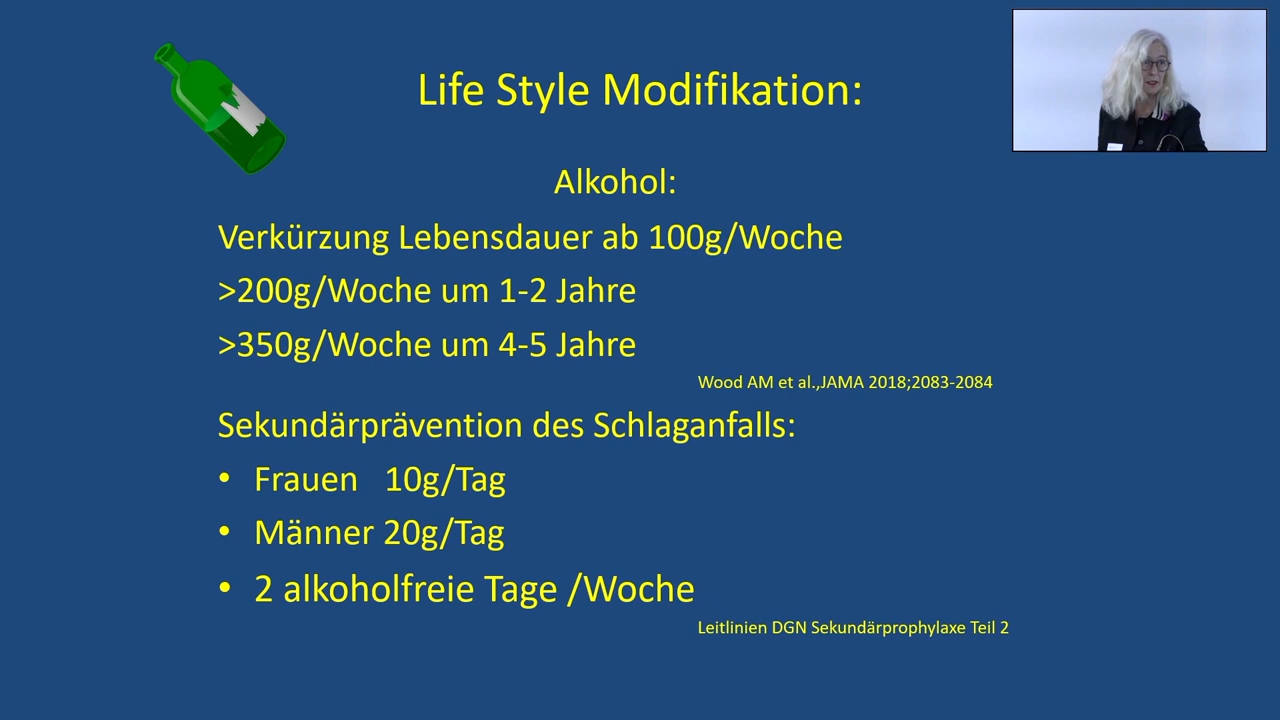 Life Style Modifikation:
Alkohol:
Verkürzung Lebensdauer ab 100g/Woche
>200g/Woche um 1-2 Jahre
>350g/Woche um 4-5 Jahre
Wood AM et al.,JAMA 2018;2083-2084
Sekundärprävention des Schlaganfalls:
• Frauen 10g/Tag
• Männer 20g/Tag
• 2 alkoholfreie Tage /Woche
Leitlinien DGN Sekundärprophylaxe Teil 2